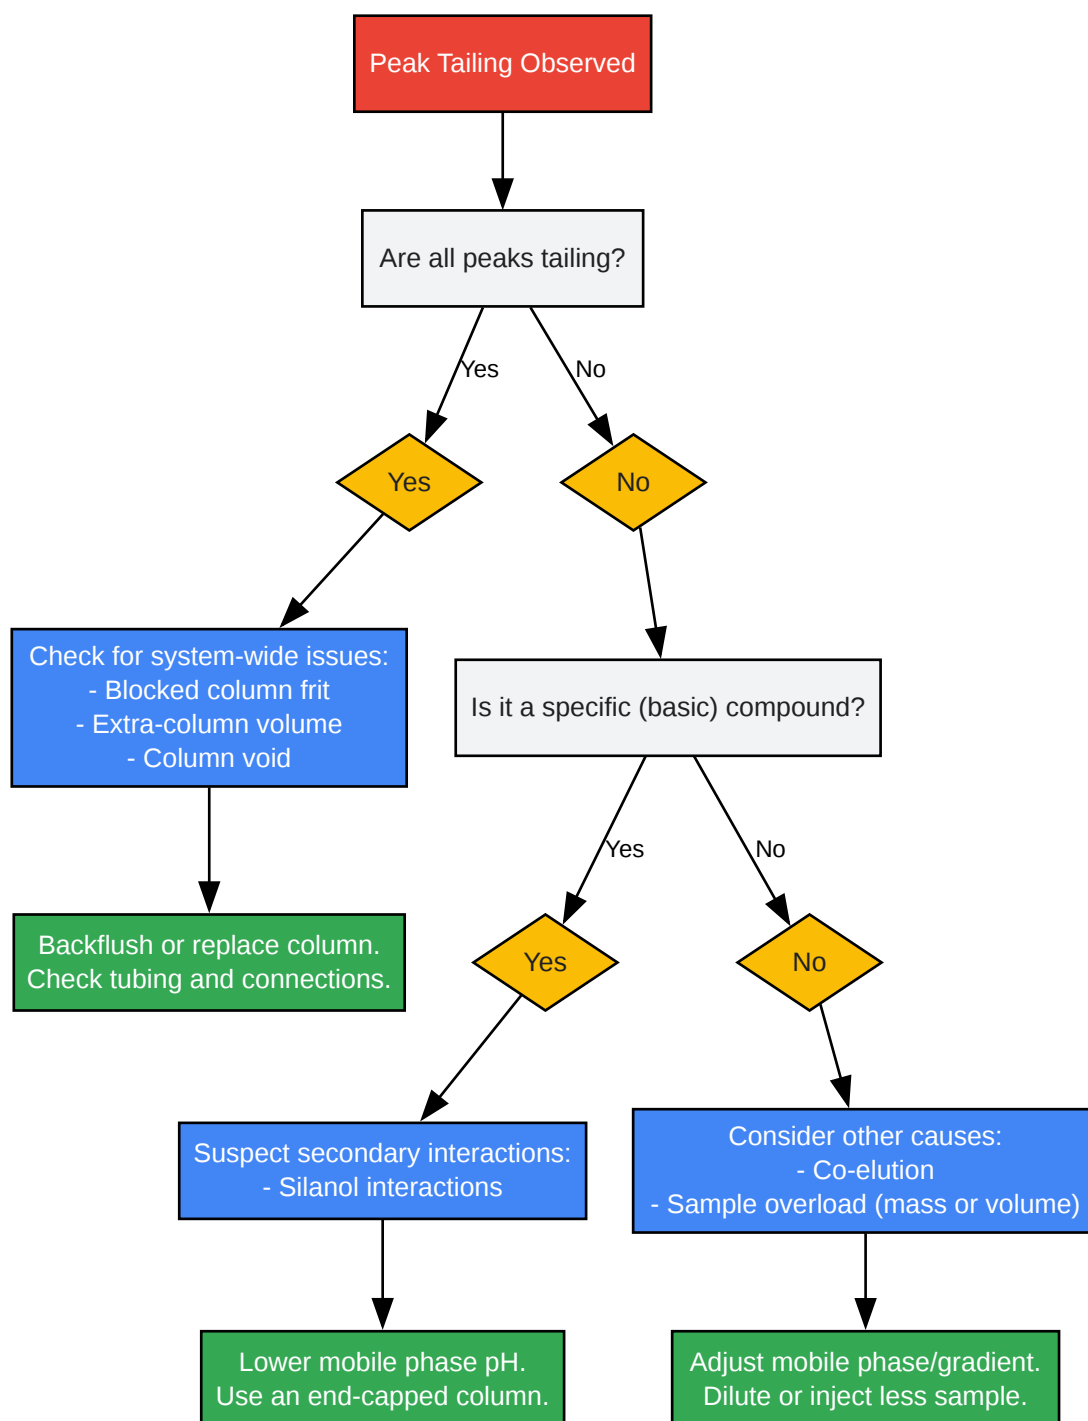 Peak Tailing Observed
Are all peaks tailing?
Yes
No
Yes
No
Check for system-wide issues:
- Blocked column frit
- Extra-column volume
- Column void
Is it a specific (basic) compound?
Yes
No
Backflush or replace column.
Check tubing and connections.
Yes
No
Suspect secondary interactions:
- Silanol interactions
Consider other causes:
- Co-elution
- Sample overload (mass or volume)
Lower mobile phase pH.
Use an end-capped column.
Adjust mobile phase/gradient.
Dilute or inject less sample.